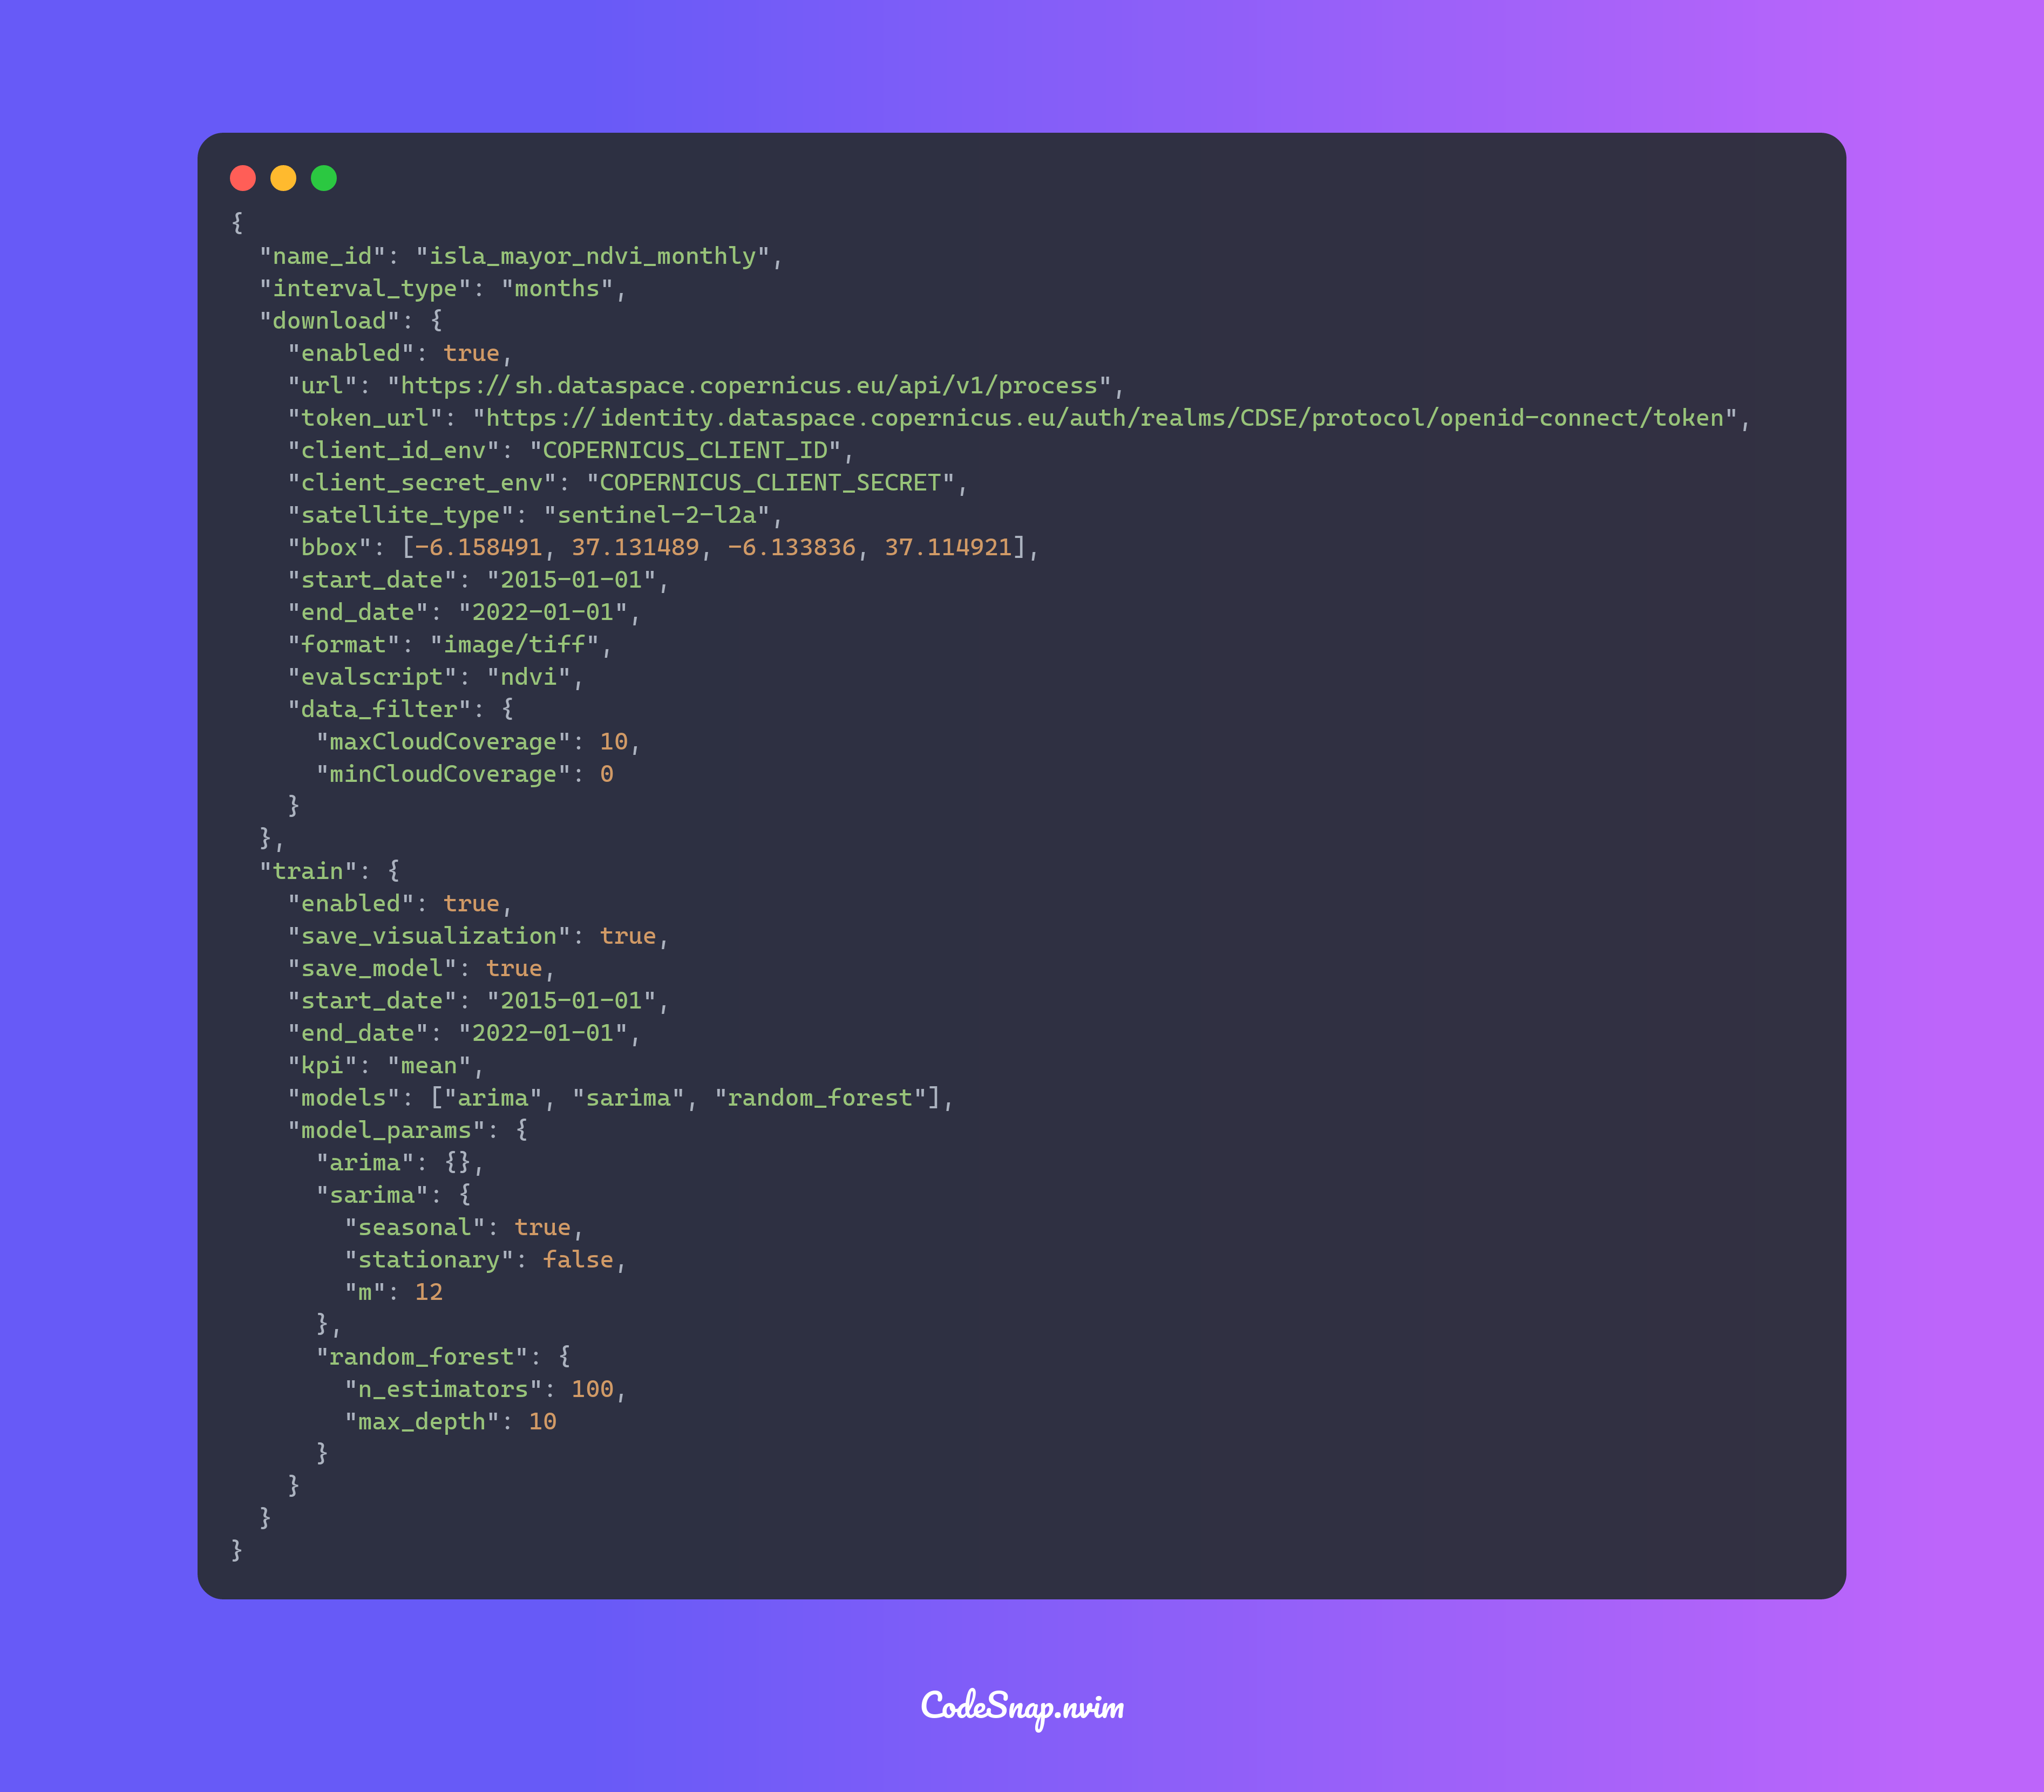 {
  "name_id": "isla_mayor_ndvi_monthly",
  "interval_type": "months",
  "download": {
    "enabled": true,
    "url": "https://sh.dataspace.copernicus.eu/api/v1/process",
    "token_url": "https://identity.dataspace.copernicus.eu/auth/realms/CDSE/protocol/openid-connect/token",
    "client_id_env": "COPERNICUS_CLIENT_ID",
    "client_secret_env": "COPERNICUS_CLIENT_SECRET",
    "satellite_type": "sentinel-2-l2a",
    "bbox": [-6.158491, 37.131489, -6.133836, 37.114921],
    "start_date": "2015-01-01",
    "end_date": "2022-01-01",
    "format": "image/tiff",
    "evalscript": "ndvi",
    "data_filter": {
      "maxCloudCoverage": 10,
      "minCloudCoverage": 0
    }
  },
  "train": {
    "enabled": true,
    "save_visualization": true,
    "save_model": true,
    "start_date": "2015-01-01",
    "end_date": "2022-01-01",
    "kpi": "mean",
    "models": ["arima", "sarima", "random_forest"],
    "model_params": {
      "arima": {},
      "sarima": {
        "seasonal": true,
        "stationary": false,
        "m": 12
      },
      "random_forest": {
        "n_estimators": 100,
        "max_depth": 10
      }
    }
  }
}
CodeSnap.nvim